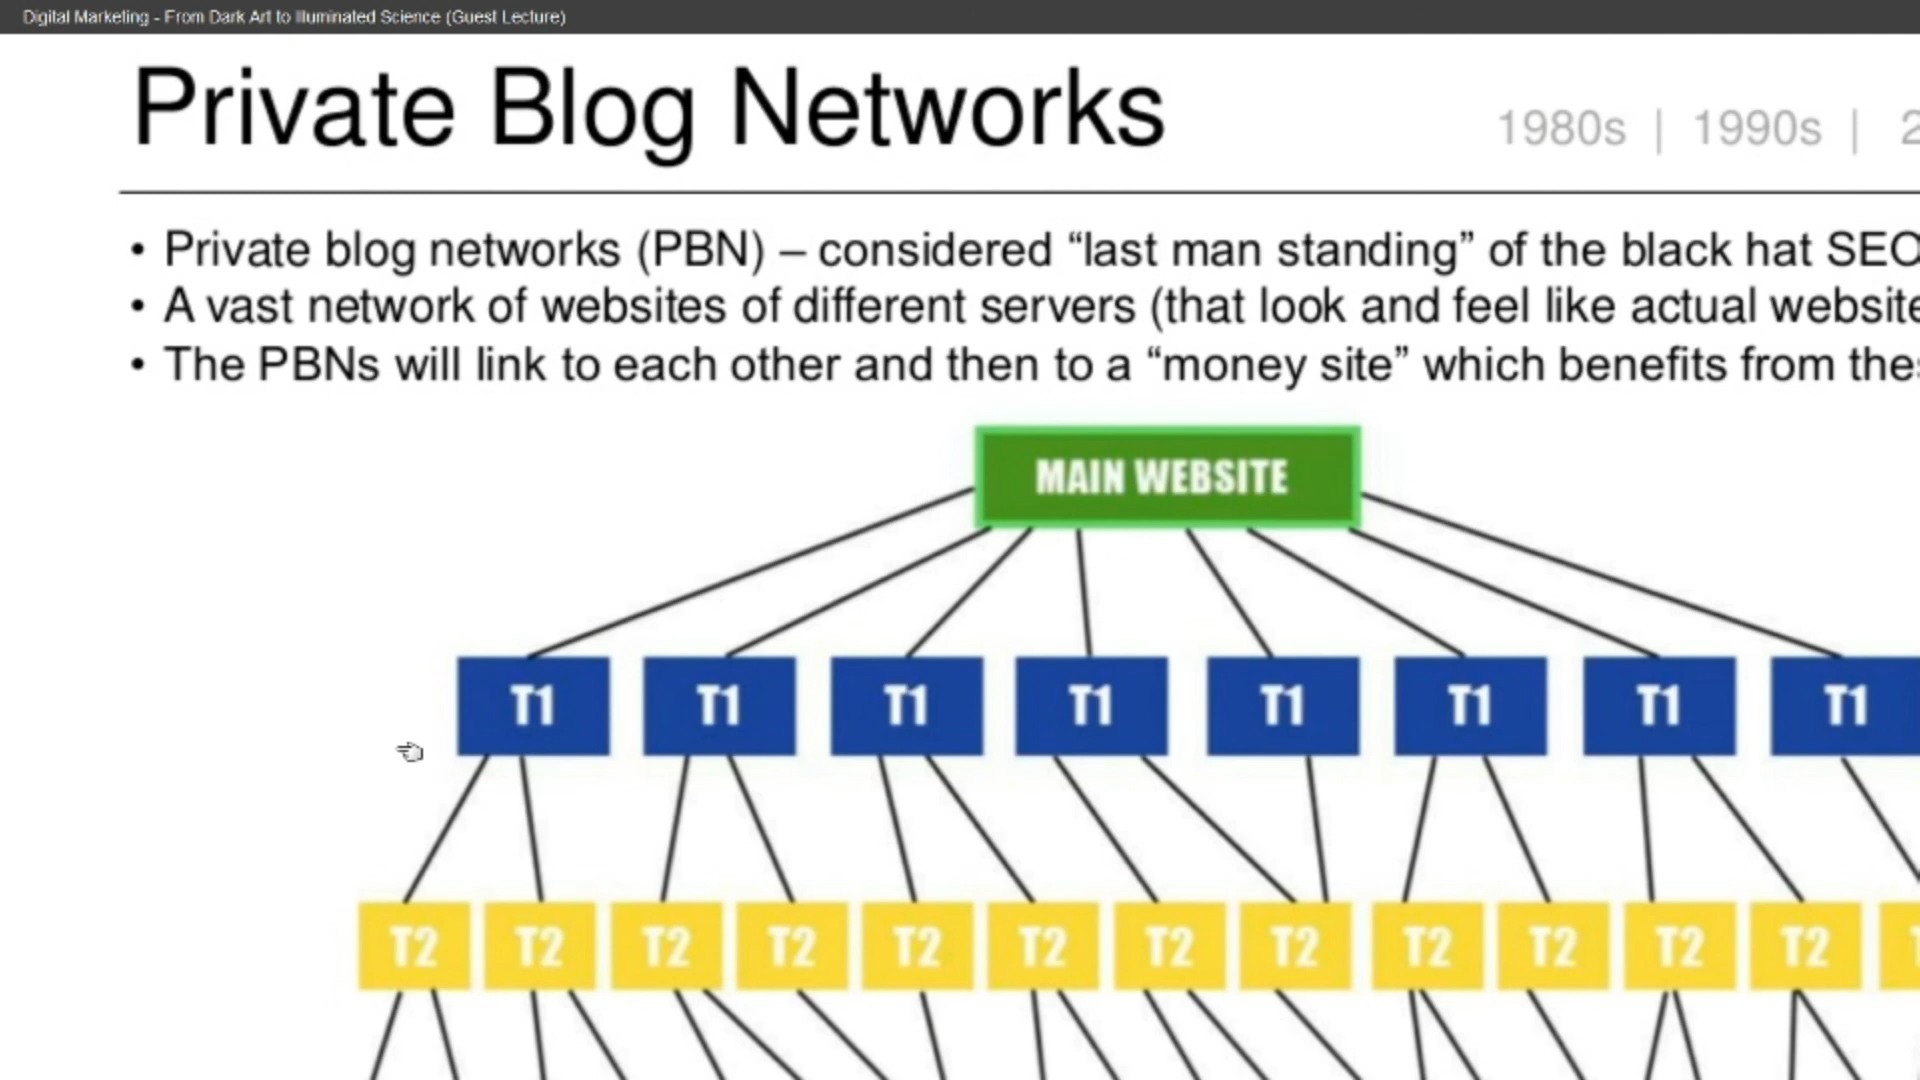 Digital Marketing - From Dark Art to Illuminated Science (Guest Lecture)
Private Blog Networks
1980s | 1990s | 2
• Private blog networks (PBN) – considered “last man standing” of the black hat SEO
• A vast network of websites of different servers (that look and feel like actual website
• The PBNs will link to each other and then to a “money site” which benefits from thes
MAIN WEBSITE
T1 T1 T1 T1 T1 T1 T1 T1
T2 T2 T2 T2 T2 T2 T2 T2 T2 T2 T2 T2